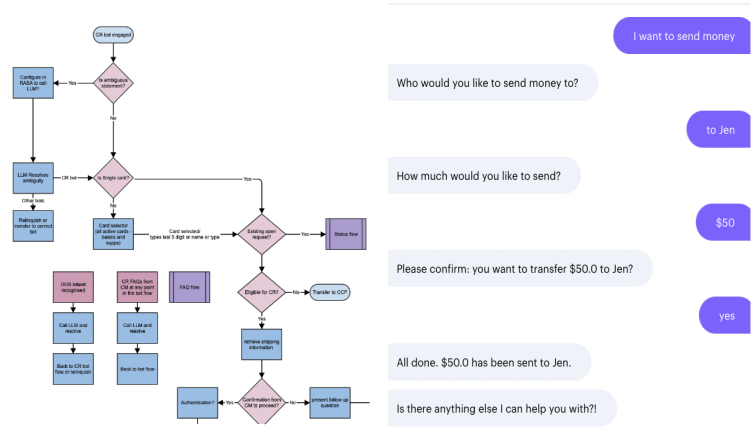 CR bot engaged
Is ambiguous
statement?
Yes
Configure in
RASA to call
LLM?
No
LLM Resolves
ambiguity
CR bot
Is Single card?
Yes
Other bots
No
Relinquish or
transfer to correct
bot
Card selector
(all active cards -
basics and
supps)
Card selected/
types last 5 digit or name or type
Existing open
request?
Yes
Status flow
OOS intent
recognised
CR FAQs from
CM at any point
in the bot flow
FAQ flow
Eligible for CR?
No
Transfer to CCP
Call LLM and
resolve
Call LLM and
resolve
Yes
retrieve shipping
information
Back to CR bot
flow or relinquish
Back to bot flow
Authentication?
Yes
Confirmation from
CM to proceed?
No
present follow up
question
I want to send money
Who would you like to send money to?
to Jen
How much would you like to send?
$50
Please confirm: you want to transfer $50.0 to Jen?
yes
All done. $50.0 has been sent to Jen.
Is there anything else I can help you with?!